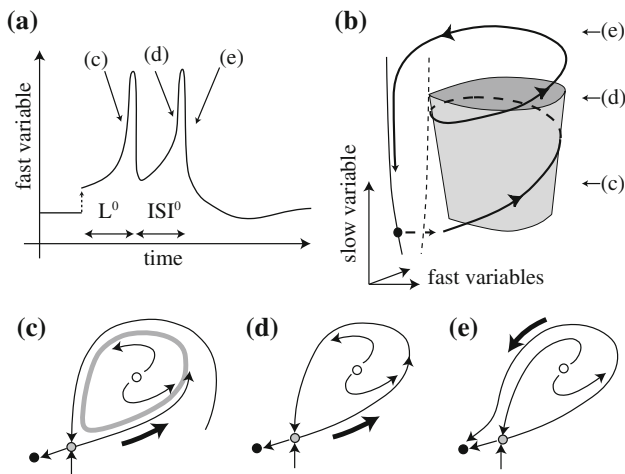 (a)
(c)
(d)
(e)
fast variable
L⁰
ISI⁰
time
(b)
(e)
(d)
(c)
slow variable
fast variables
(c)
(d)
(e)